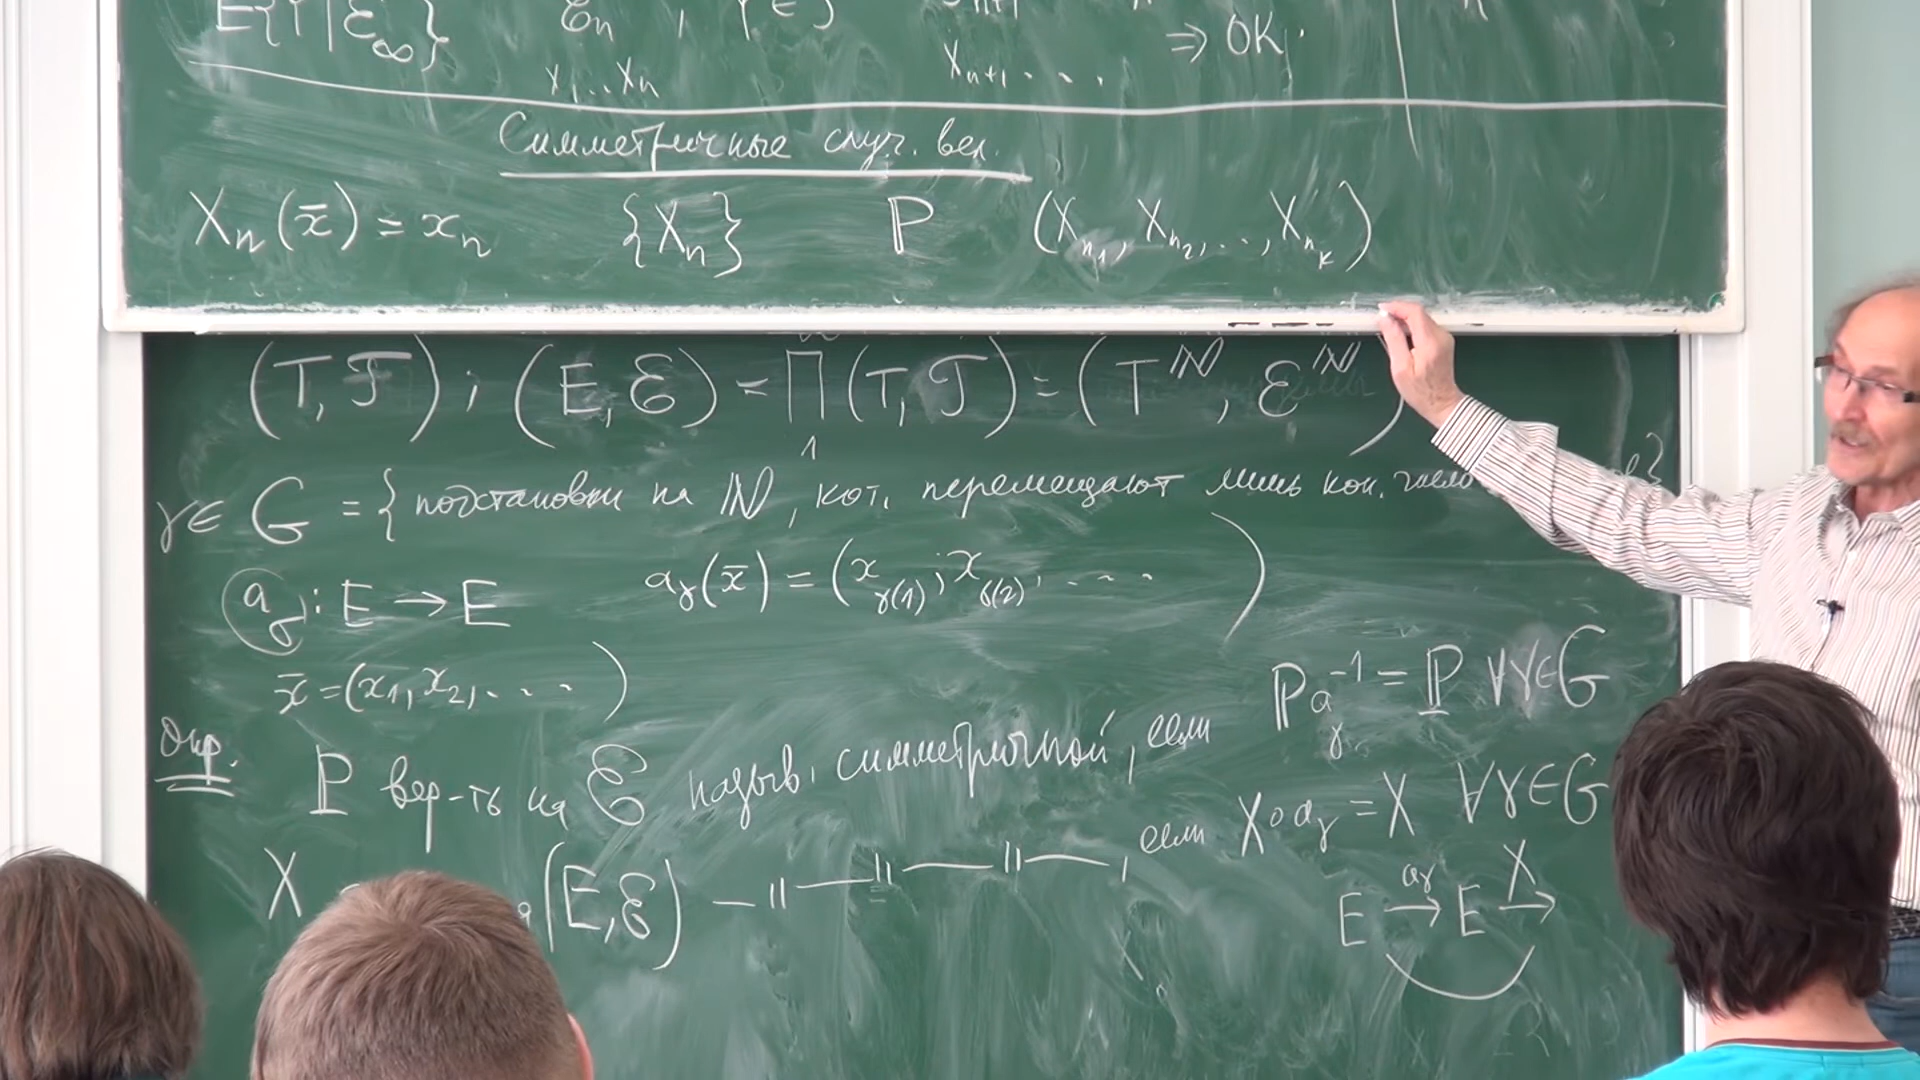 E{Y|ℰ_∞} ℰ_n
x_1...x_n X_{n+1}... ⇒ OK.
Симметричные случ. вел.
X_n(x̄) = x_n {X_n} ℙ (X_{n_1}, X_{n_2}, ..., X_{n_k})
(T, 𝒯); (E, ℰ) = ∏_1 (T, 𝒯) = (T^ℕ, ℰ^ℕ)
γ ∈ G = { подстановки на ℕ, кот. перемещают лишь кон. число
a_γ : E → E a_γ(x̄) = (x_{γ(1)}, x_{γ(2)}, ....)
x̄ = (x_1, x_2, ....)
Опр. ℙ вер-ть на ℰ назыв. симметричной, если ℙa_γ^{-1} = ℙ ∀γ∈G
X (E, ℰ) —〃—〃—〃—, если X∘a_γ = X ∀γ∈G
E →^{a_γ} E →^{X}